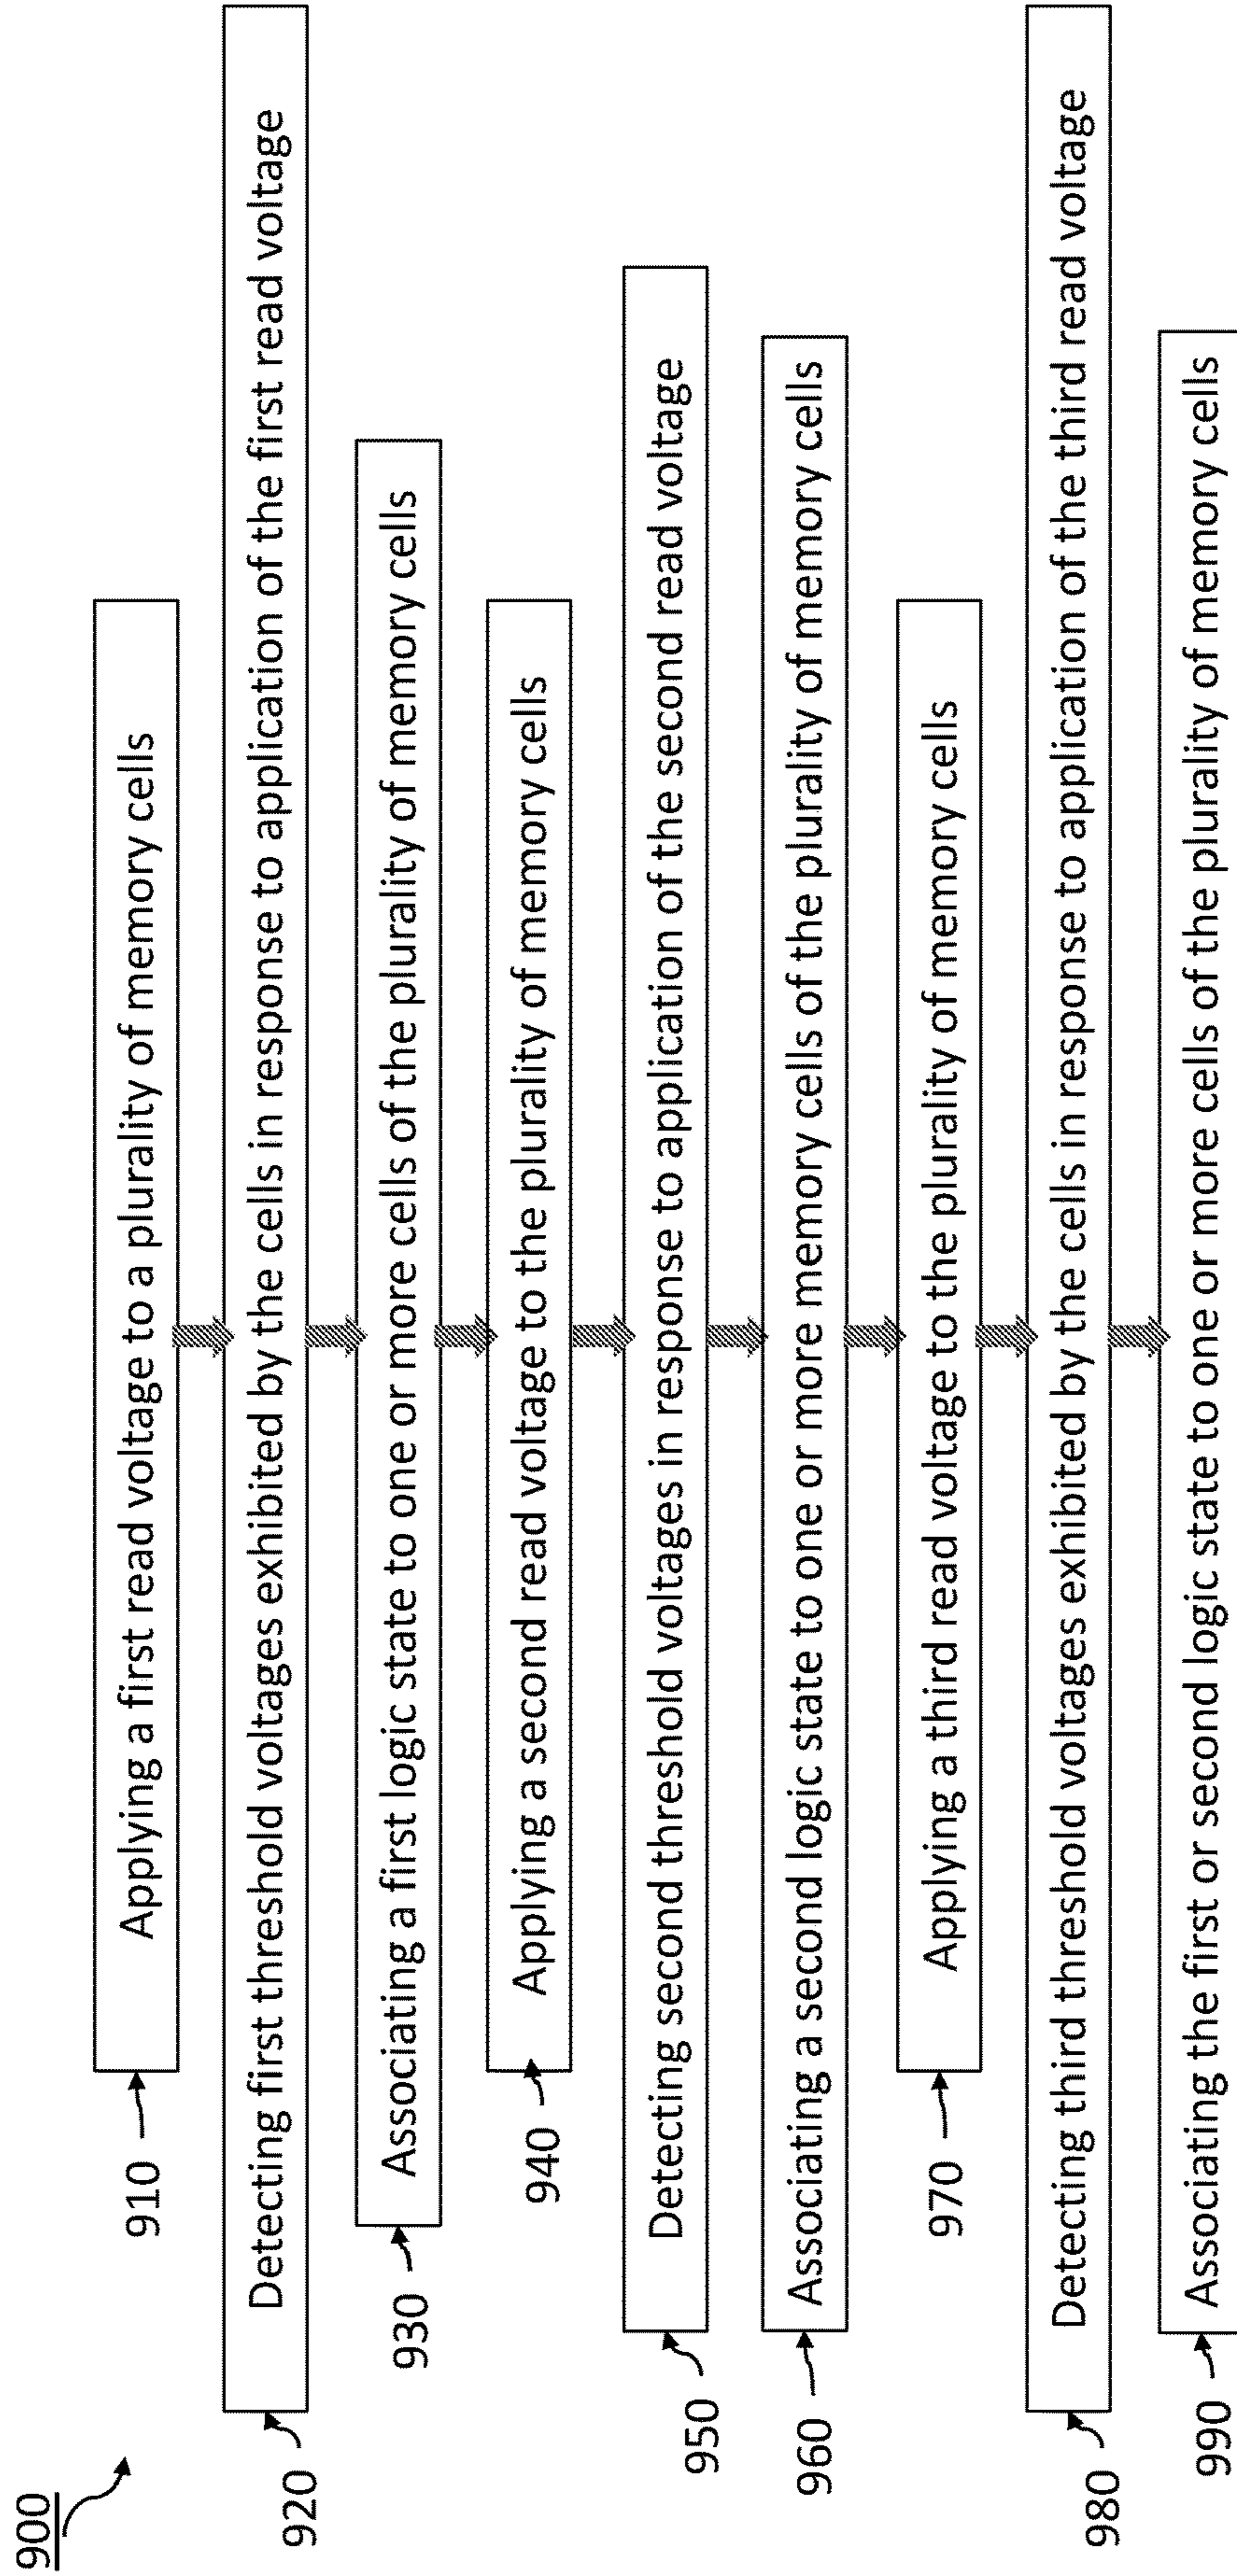 900
910
Applying a first read voltage to a plurality of memory cells
920
Detecting first threshold voltages exhibited by the cells in response to application of the first read voltage
930
Associating a first logic state to one or more cells of the plurality of memory cells
940
Applying a second read voltage to the plurality of memory cells
950
Detecting second threshold voltages in response to application of the second read voltage
960
Associating a second logic state to one or more memory cells of the plurality of memory cells
970
Applying a third read voltage to the plurality of memory cells
980
Detecting third threshold voltages exhibited by the cells in response to application of the third read voltage
990
Associating the first or second logic state to one or more cells of the plurality of memory cells